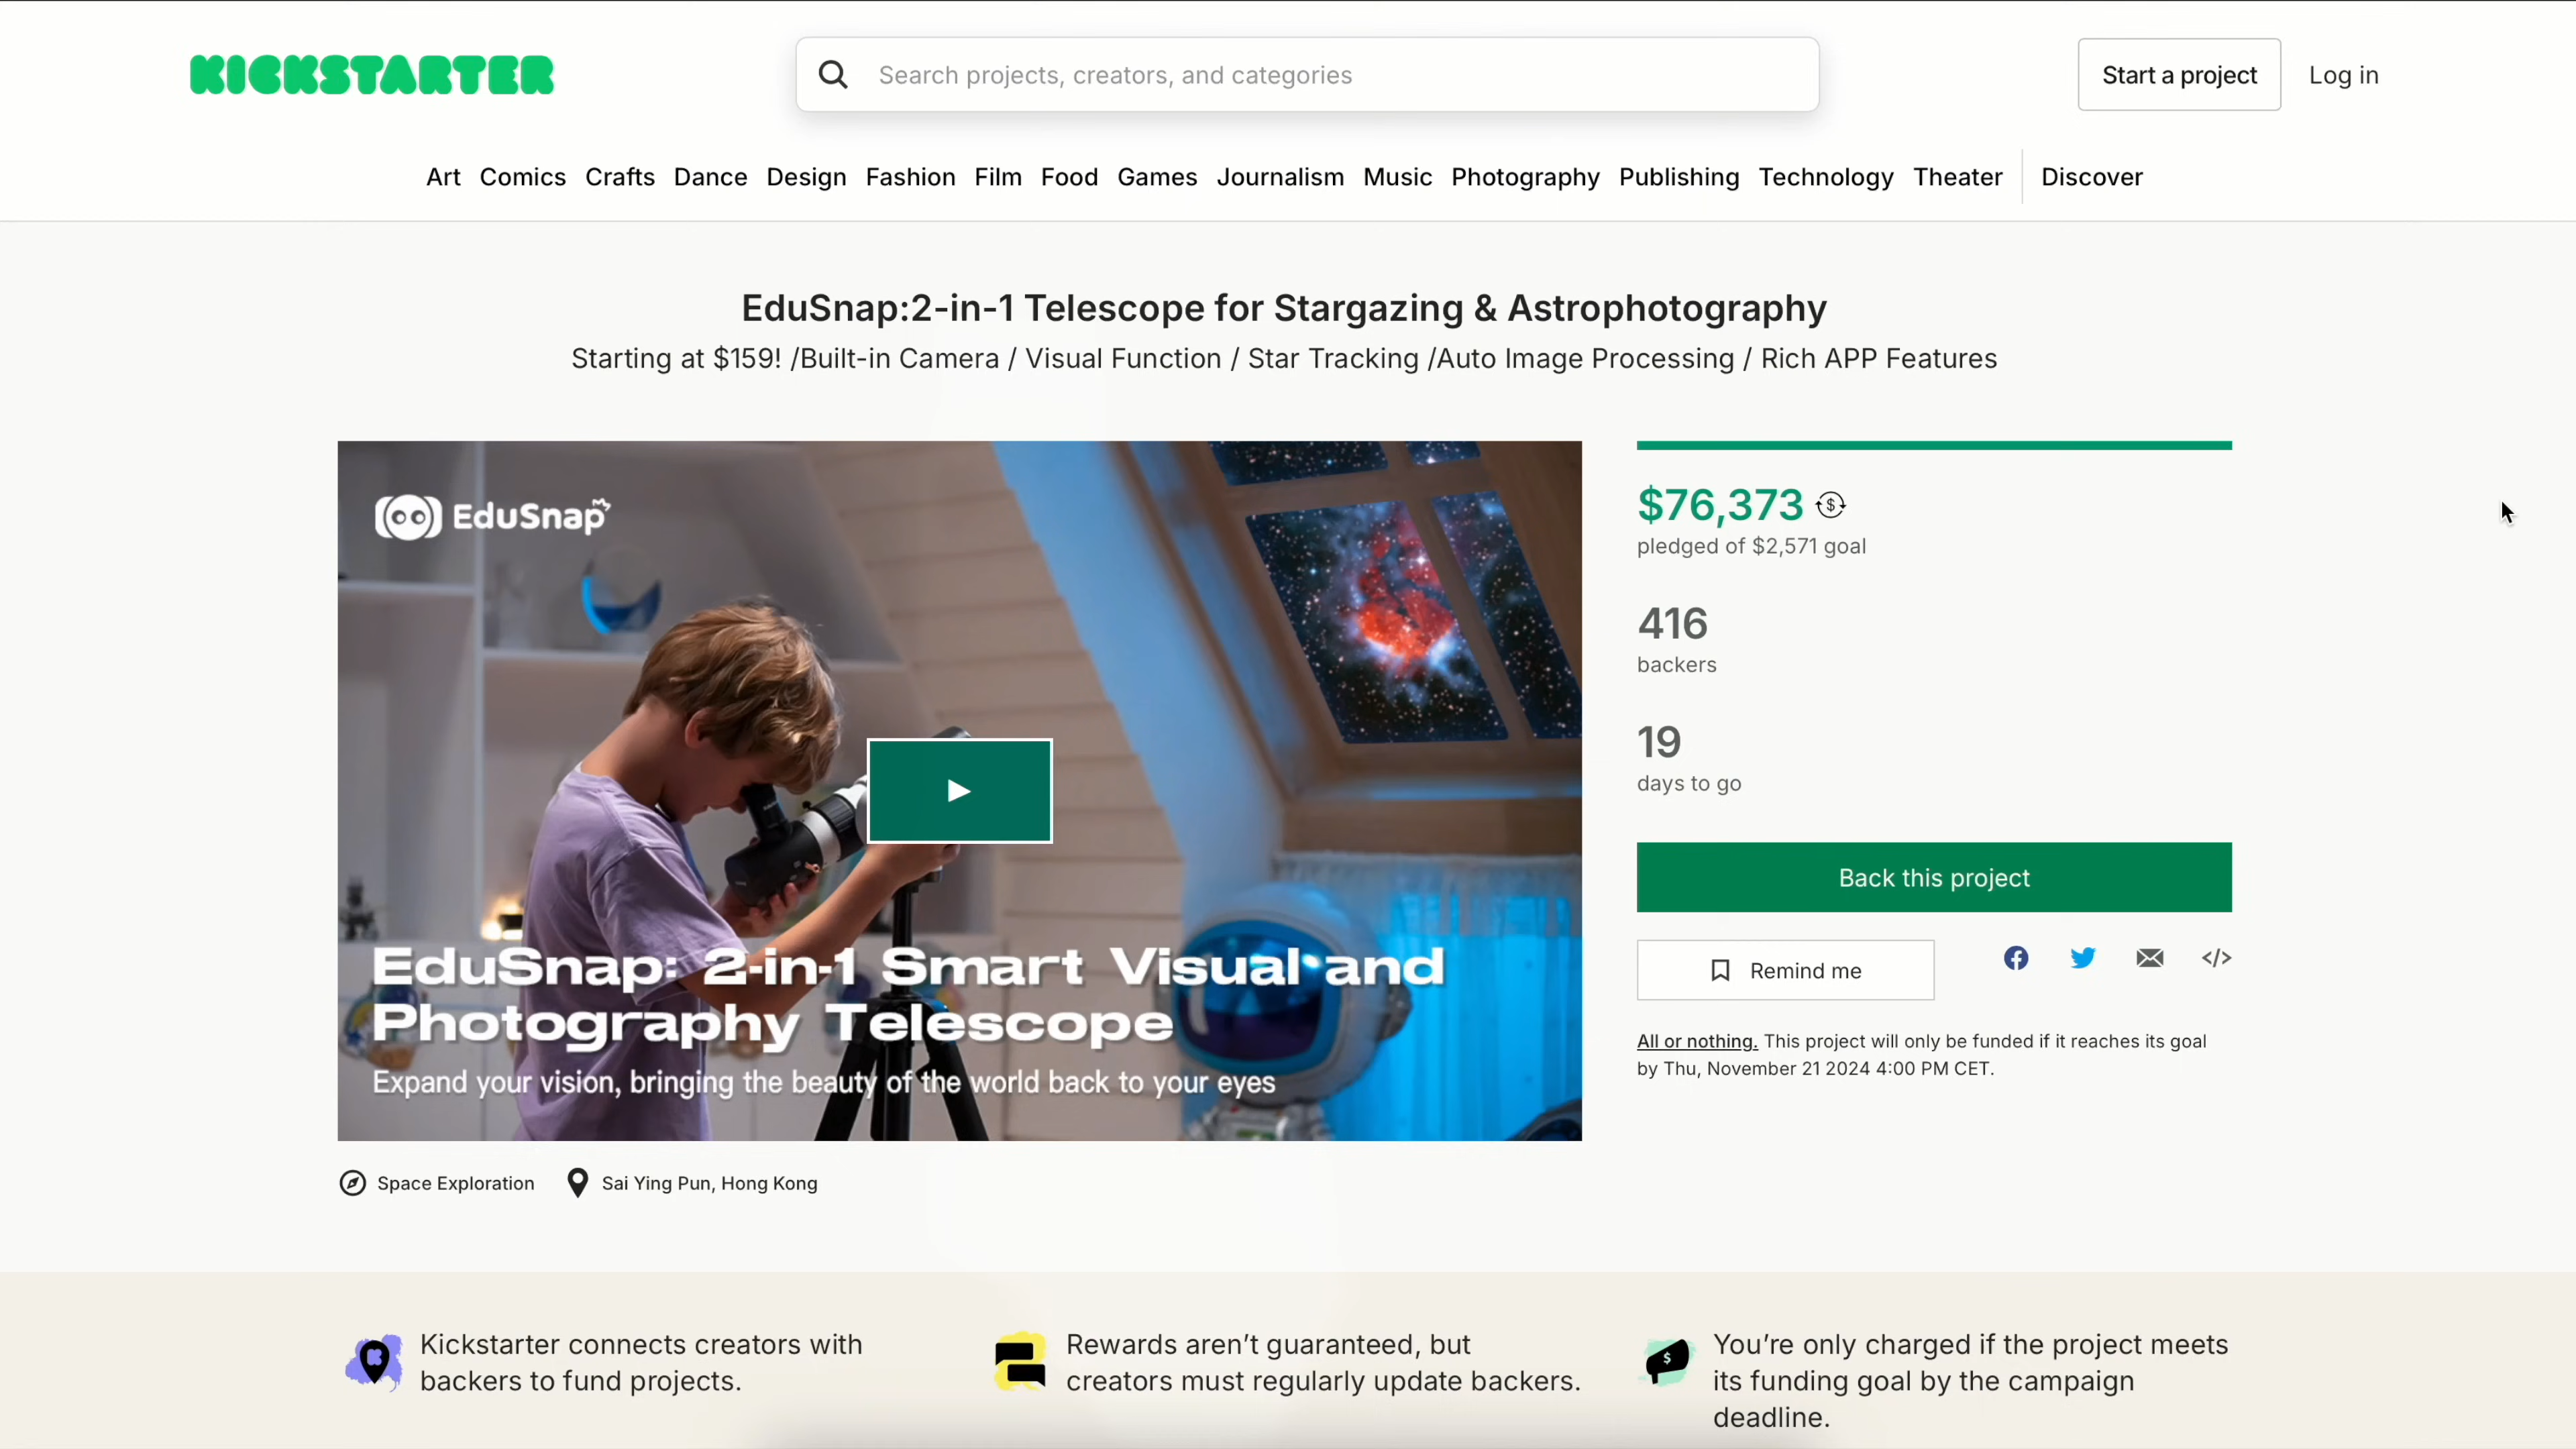 KICKSTARTER
Search projects, creators, and categories
Start a project
Log in
Art Comics Crafts Dance Design Fashion Film Food Games Journalism Music Photography Publishing Technology Theater Discover
EduSnap:2-in-1 Telescope for Stargazing & Astrophotography
Starting at $159! /Built-in Camera / Visual Function / Star Tracking /Auto Image Processing / Rich APP Features
EduSnap
EduSnap: 2-in-1 Smart Visual and
Photography Telescope
Expand your vision, bringing the beauty of the world back to your eyes
$76,373
pledged of $2,571 goal
416
backers
19
days to go
Back this project
Remind me
All or nothing. This project will only be funded if it reaches its goal
by Thu, November 21 2024 4:00 PM CET.
Space Exploration
Sai Ying Pun, Hong Kong
Kickstarter connects creators with
backers to fund projects.
Rewards aren’t guaranteed, but
creators must regularly update backers.
You’re only charged if the project meets
its funding goal by the campaign
deadline.